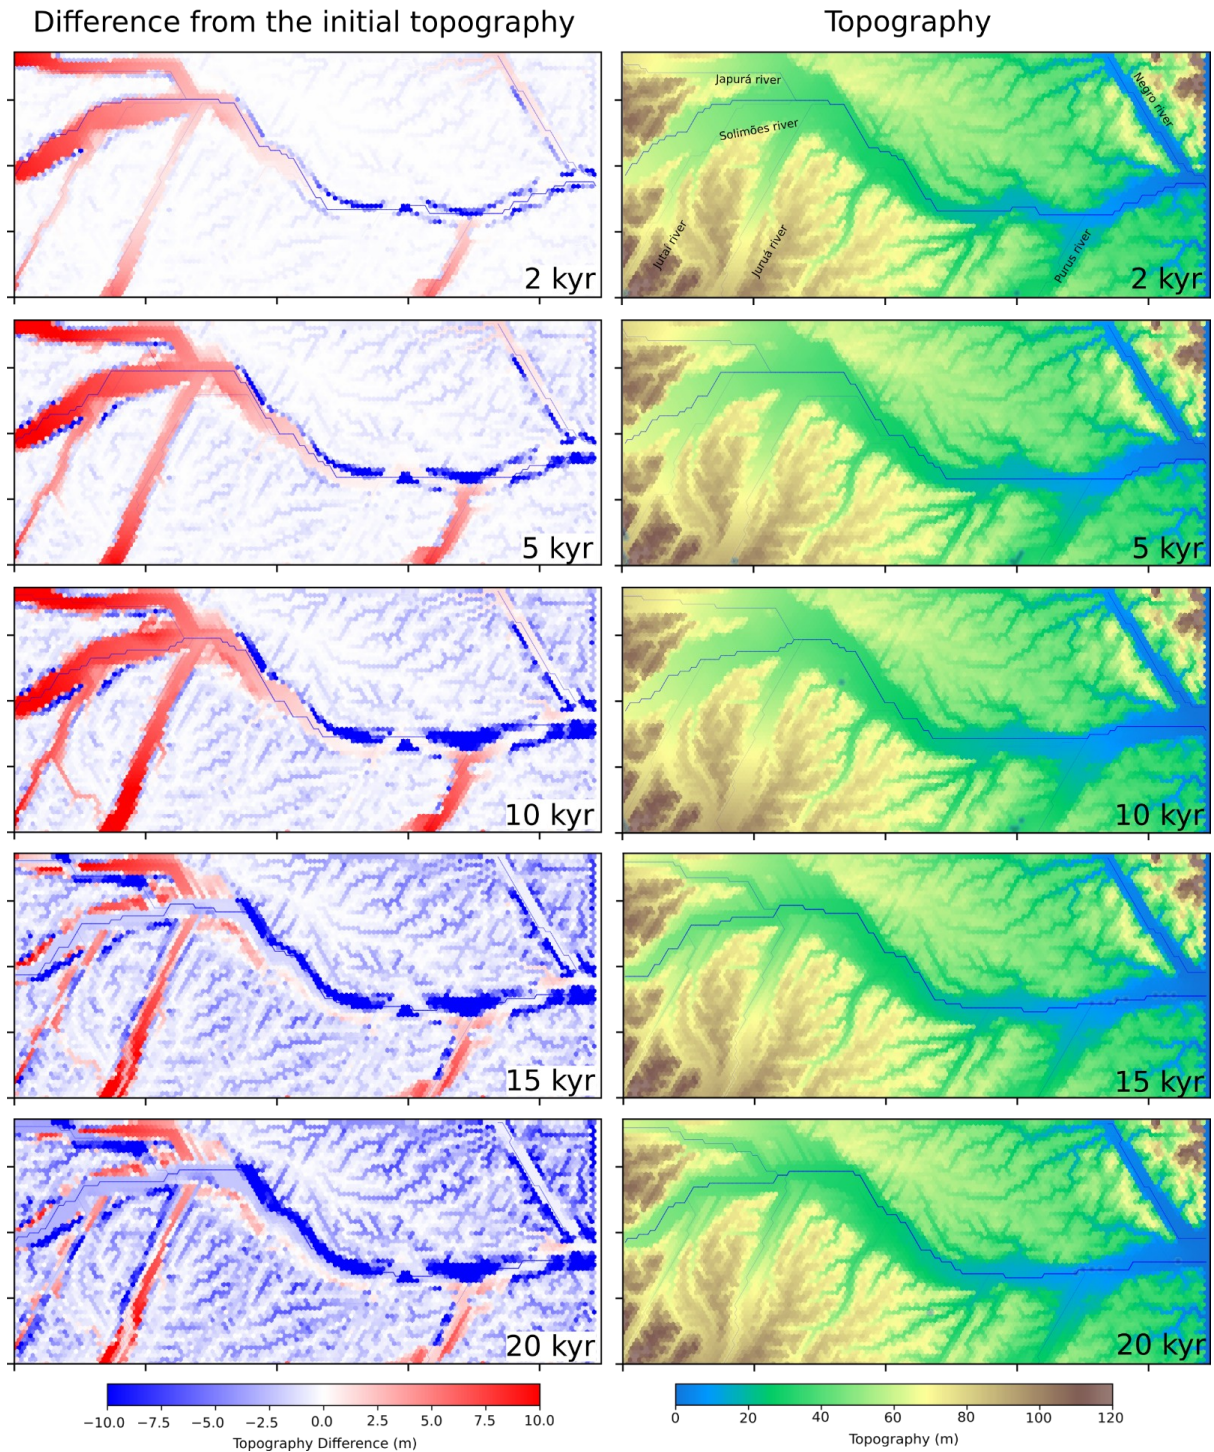 Difference from the initial topography
Topography
Japurá river
Solimões river
Negro river
Jutaí river
Juruá river
Purus river
2 kyr
2 kyr
5 kyr
5 kyr
10 kyr
10 kyr
15 kyr
15 kyr
20 kyr
20 kyr
−10.0 −7.5 −5.0 −2.5 0.0 2.5 5.0 7.5 10.0
Topography Difference (m)
0 20 40 60 80 100 120
Topography (m)